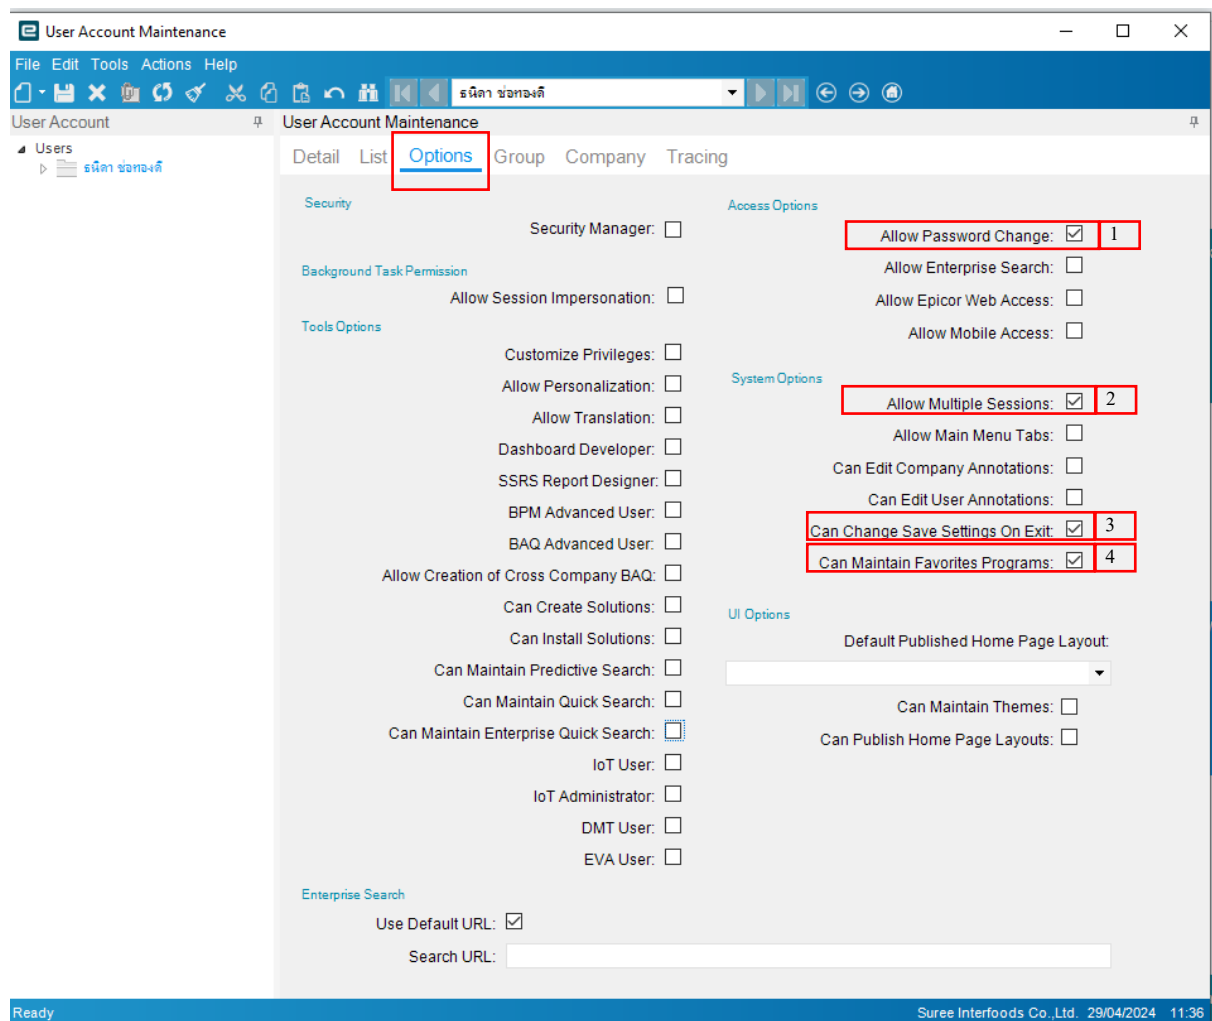 User Account Maintenance
File Edit Tools Actions Help
ธนิดา ช่อทองดี
User Account
User Account Maintenance
Users
ธนิดา ช่อทองดี
Detail List Options Group Company Tracing
Security
Security Manager:
Background Task Permission
Allow Session Impersonation:
Tools Options
Customize Privileges:
Allow Personalization:
Allow Translation:
Dashboard Developer:
SSRS Report Designer:
BPM Advanced User:
BAQ Advanced User:
Allow Creation of Cross Company BAQ:
Can Create Solutions:
Can Install Solutions:
Can Maintain Predictive Search:
Can Maintain Quick Search:
Can Maintain Enterprise Quick Search:
IoT User:
IoT Administrator:
DMT User:
EVA User:
Access Options
Allow Password Change: 1
Allow Enterprise Search:
Allow Epicor Web Access:
Allow Mobile Access:
System Options
Allow Multiple Sessions: 2
Allow Main Menu Tabs:
Can Edit Company Annotations:
Can Edit User Annotations:
Can Change Save Settings On Exit: 3
Can Maintain Favorites Programs: 4
UI Options
Default Published Home Page Layout:
Can Maintain Themes:
Can Publish Home Page Layouts:
Enterprise Search
Use Default URL:
Search URL:
Ready
Suree Interfoods Co.,Ltd. 29/04/2024 11:36